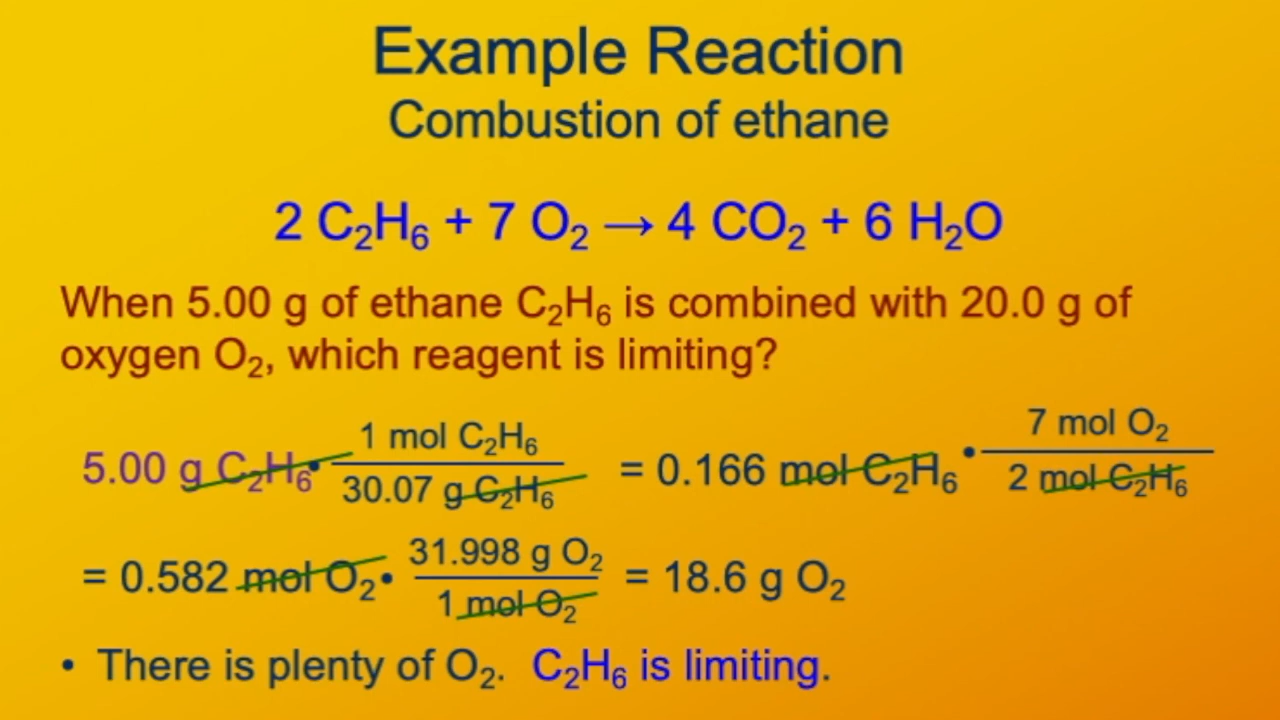 Example Reaction
Combustion of ethane
2 C₂H₆ + 7 O₂ → 4 CO₂ + 6 H₂O
When 5.00 g of ethane C₂H₆ is combined with 20.0 g of
oxygen O₂, which reagent is limiting?
1 mol C₂H₆ 7 mol O₂
5.00 g C₂H₆ • = 0.166 mol C₂H₆ •
30.07 g C₂H₆ 2 mol C₂H₆
31.998 g O₂
= 0.582 mol O₂ • = 18.6 g O₂
1 mol O₂
• There is plenty of O₂. C₂H₆ is limiting.